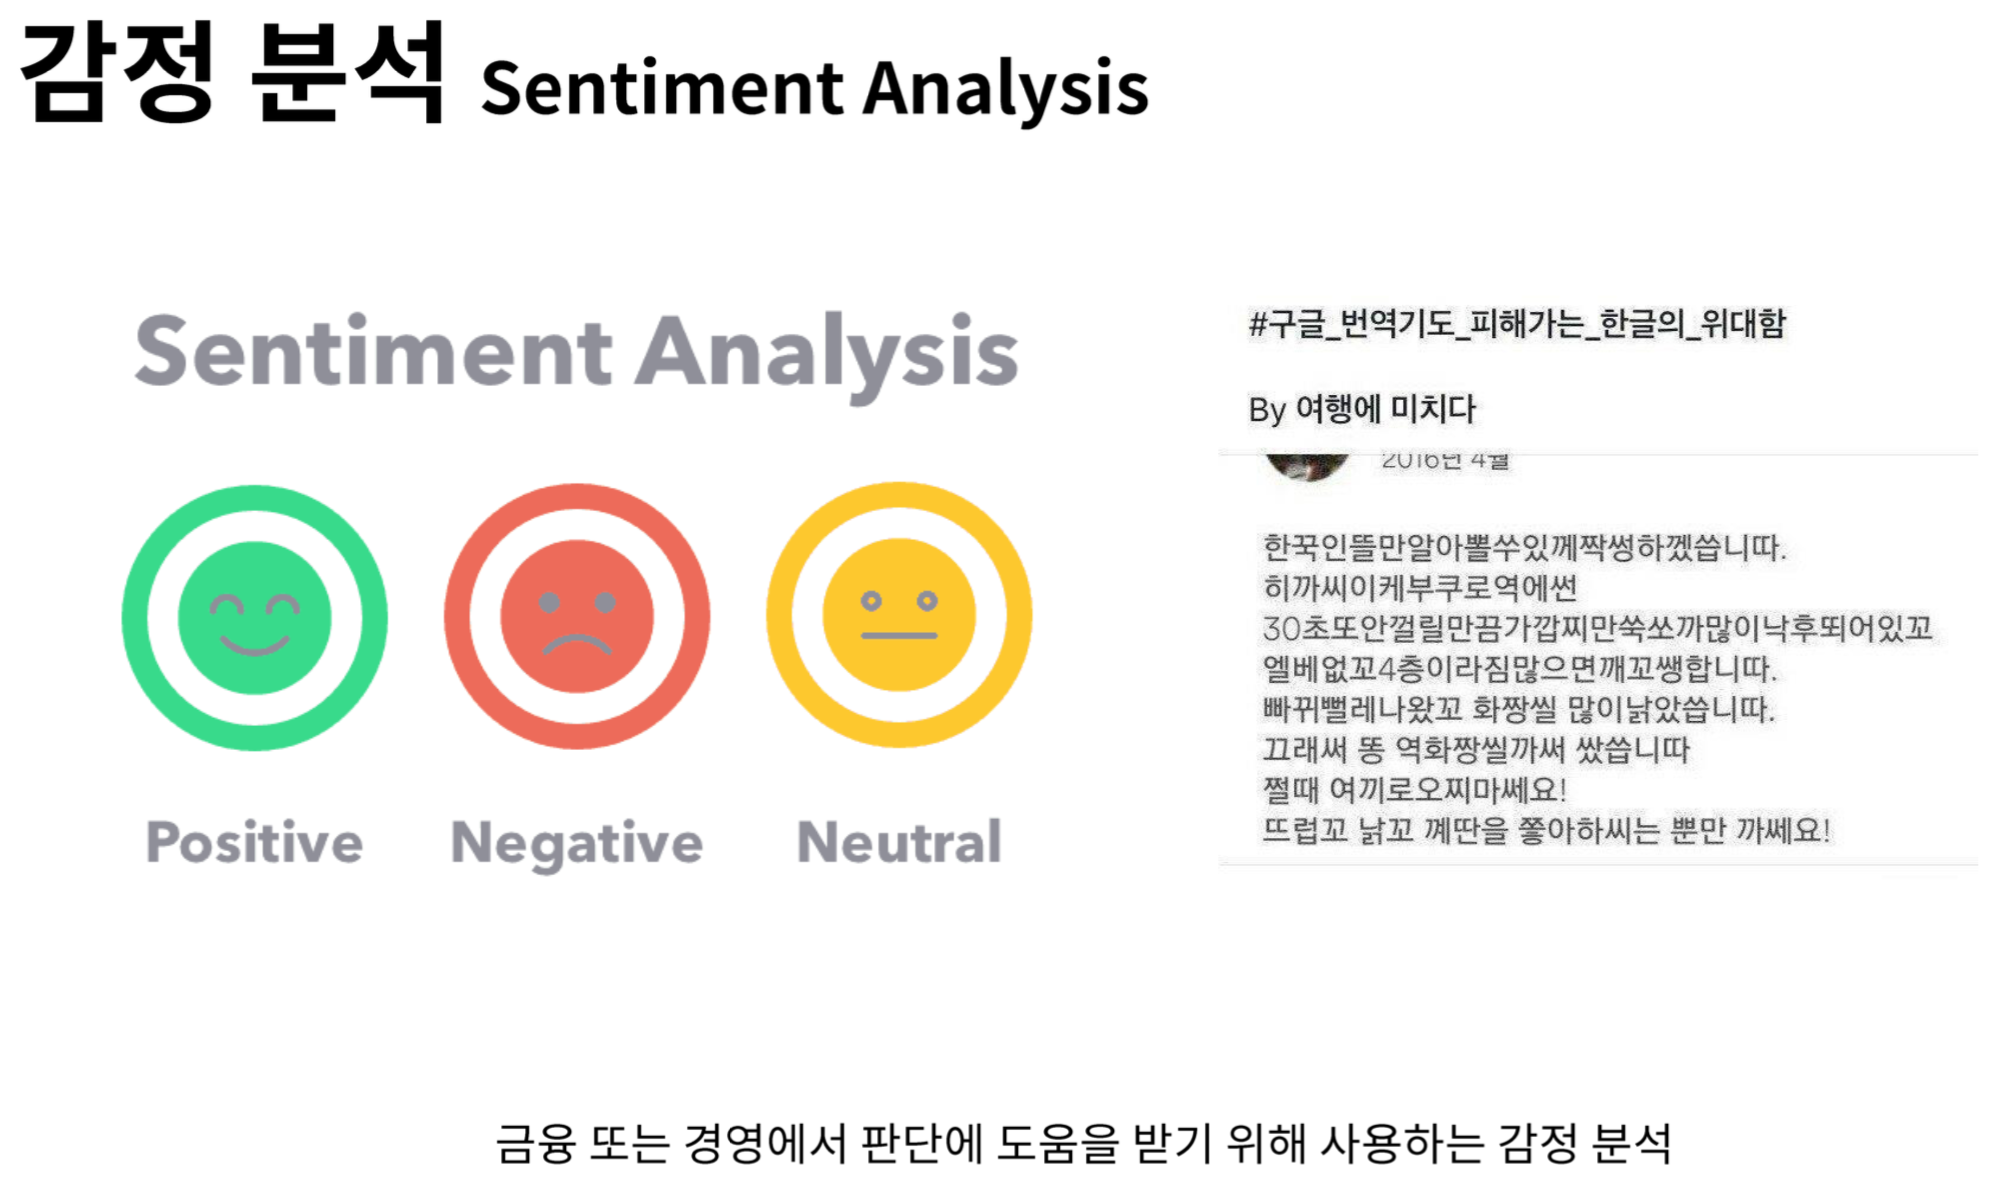 감정 분석 Sentiment Analysis
Sentiment Analysis
Positive
Negative
Neutral
#구글_번역기도_피해가는_한글의_위대함
By 여행에 미치다
2016년 4월
한꾹인뜰만알아뽈쑤있께짝썽하겠씁니따.
히까씨이케부쿠로역에썬
30초또안껄릴만끔가깝찌만쑥쏘까많이낙후뙤어있꼬
엘베없꼬4층이라짐많으면깨꼬쌩합니따.
빠뀌뻘레나왔꼬 화짱씰 많이낡았씁니따.
끄래써 똥 역화짱씰까써 쌌씁니따
쩔때 여끼로오찌마쎄요!
뜨럽꼬 낡꼬 꼐딴을 쫗아하씨는 뿐만 까쎄요!
금융 또는 경영에서 판단에 도움을 받기 위해 사용하는 감정 분석